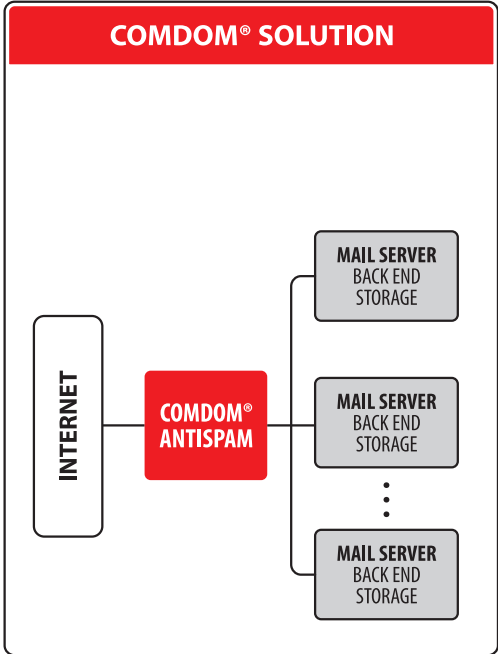 COMDOM® SOLUTION
MAIL SERVER
BACK END
STORAGE
INTERNET
COMDOM®
ANTISPAM
MAIL SERVER
BACK END
STORAGE
MAIL SERVER
BACK END
STORAGE